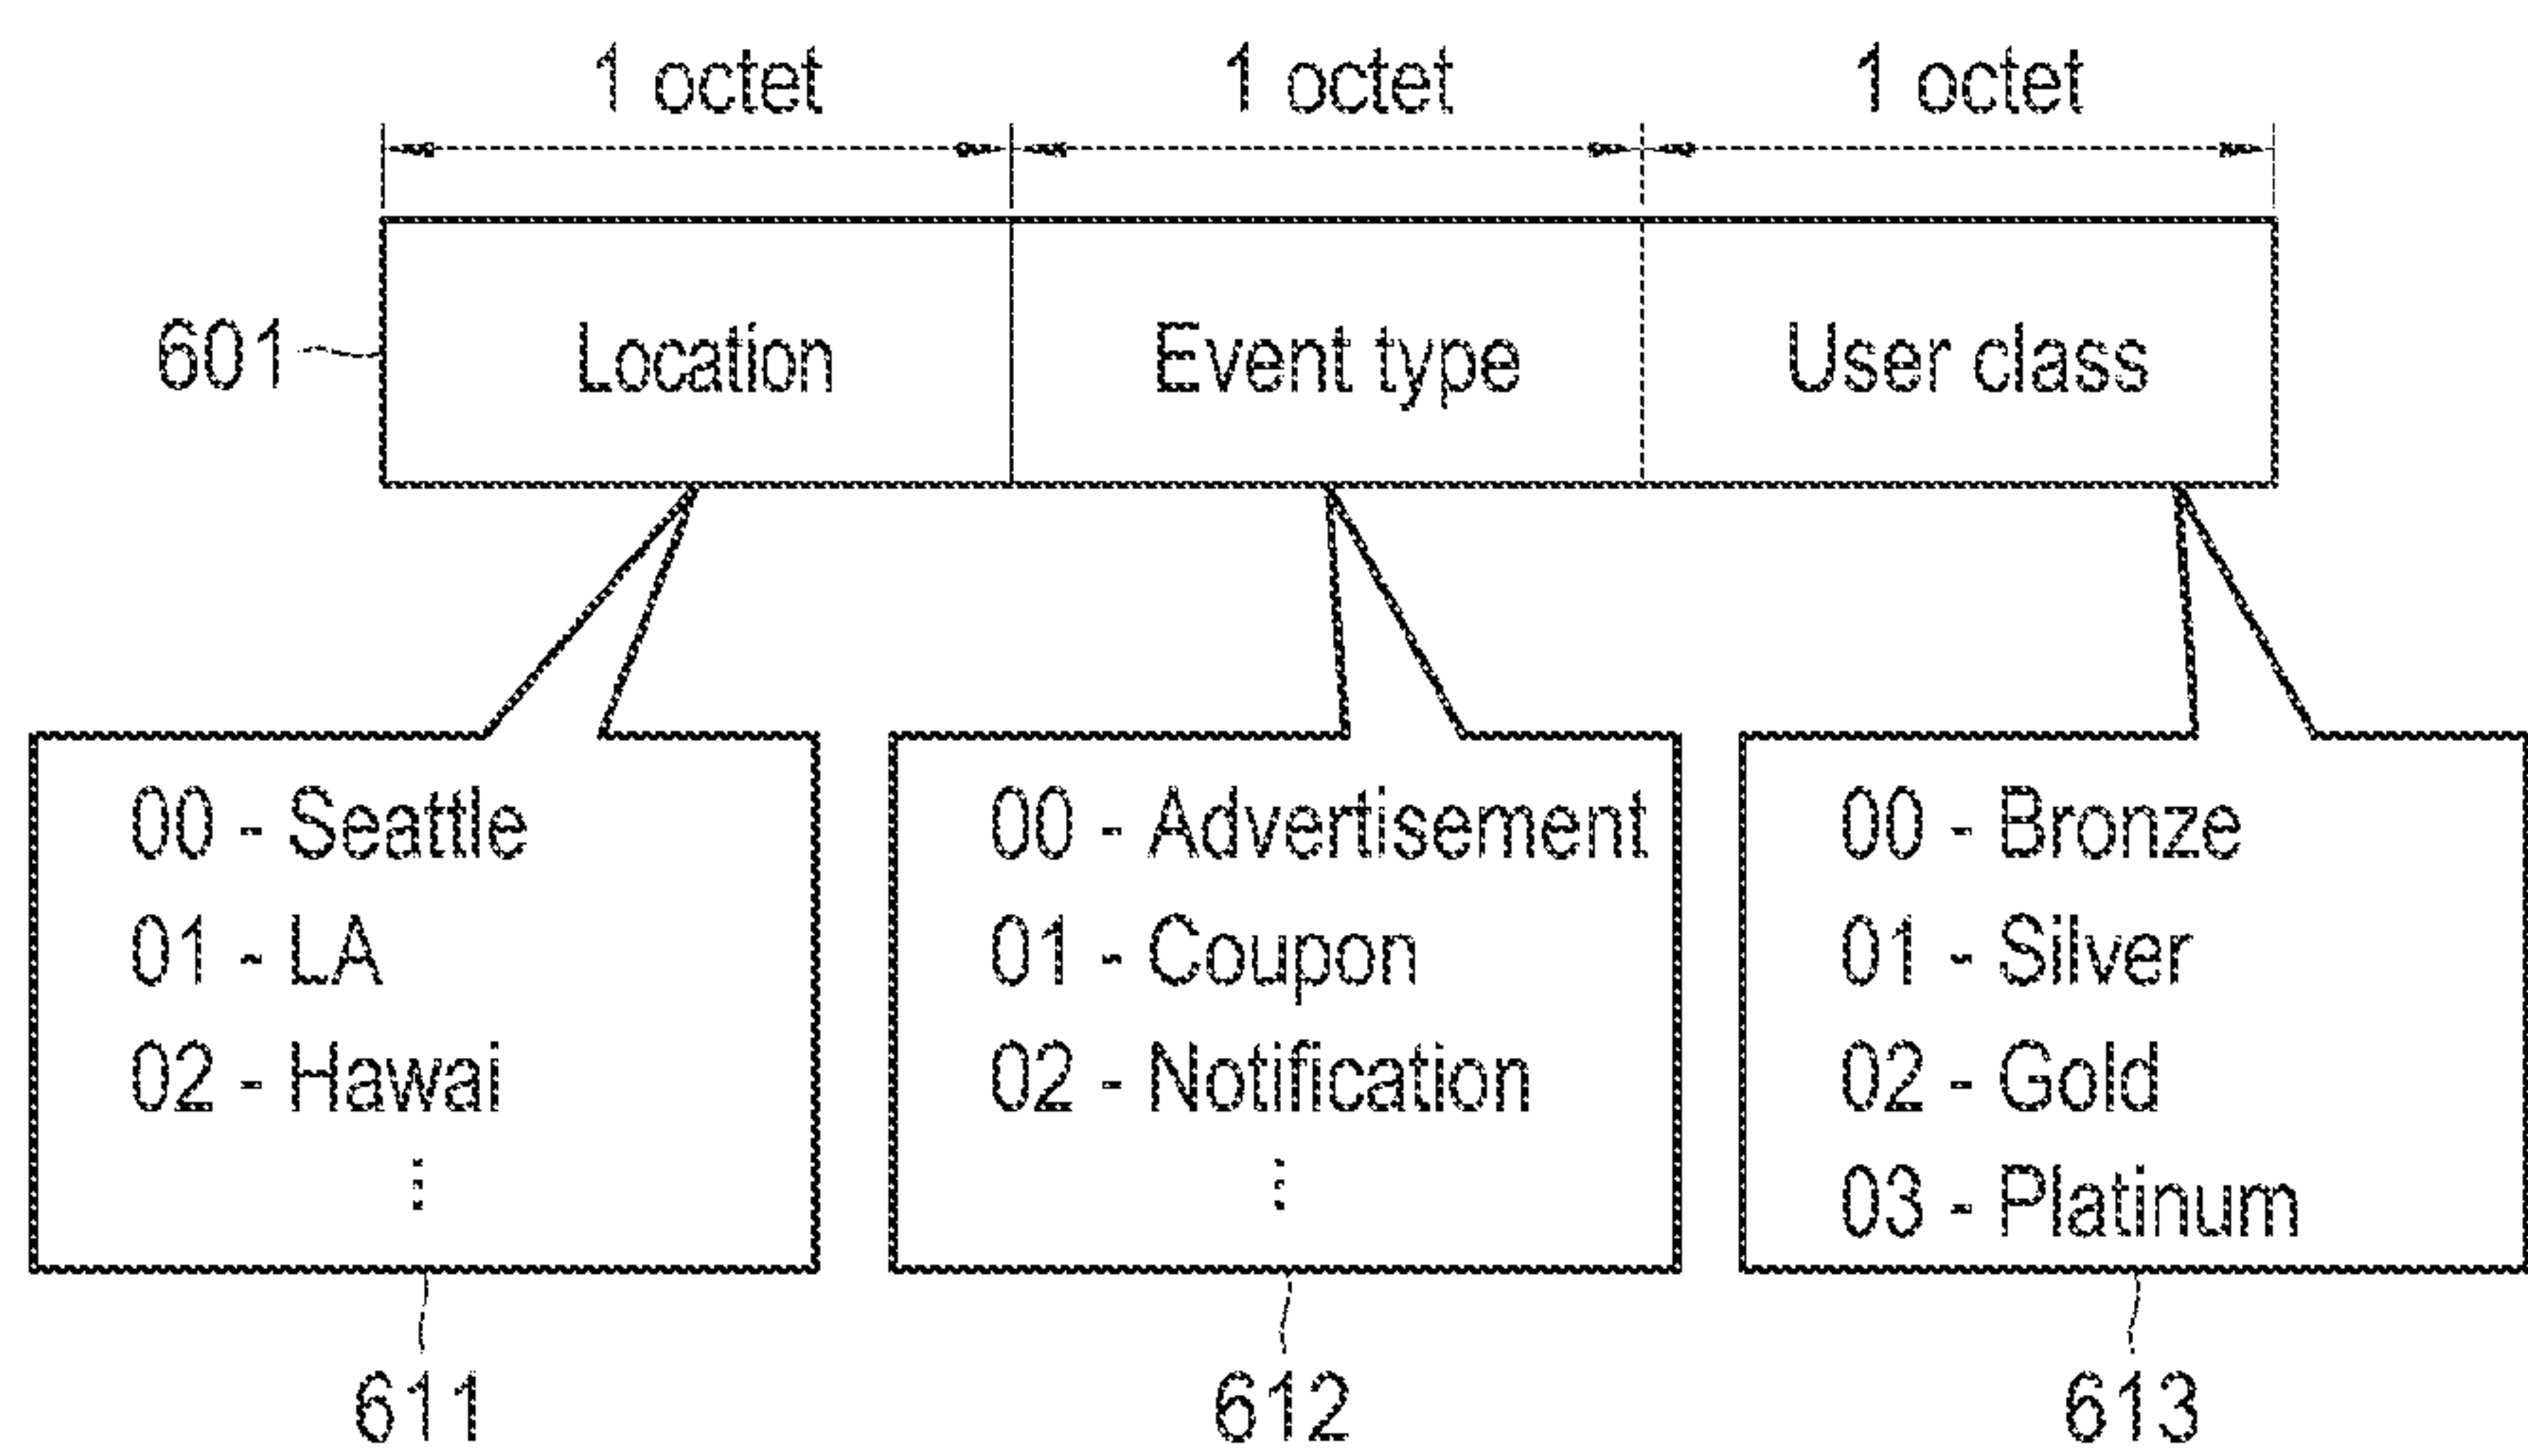 1 octet 1 octet 1 octet
601 Location Event type User class
00 - Seattle
01 - LA
02 - Hawai
⋮
611
00 - Advertisement
01 - Coupon
02 - Notification
⋮
612
00 - Bronze
01 - Silver
02 - Gold
03 - Platinum
613